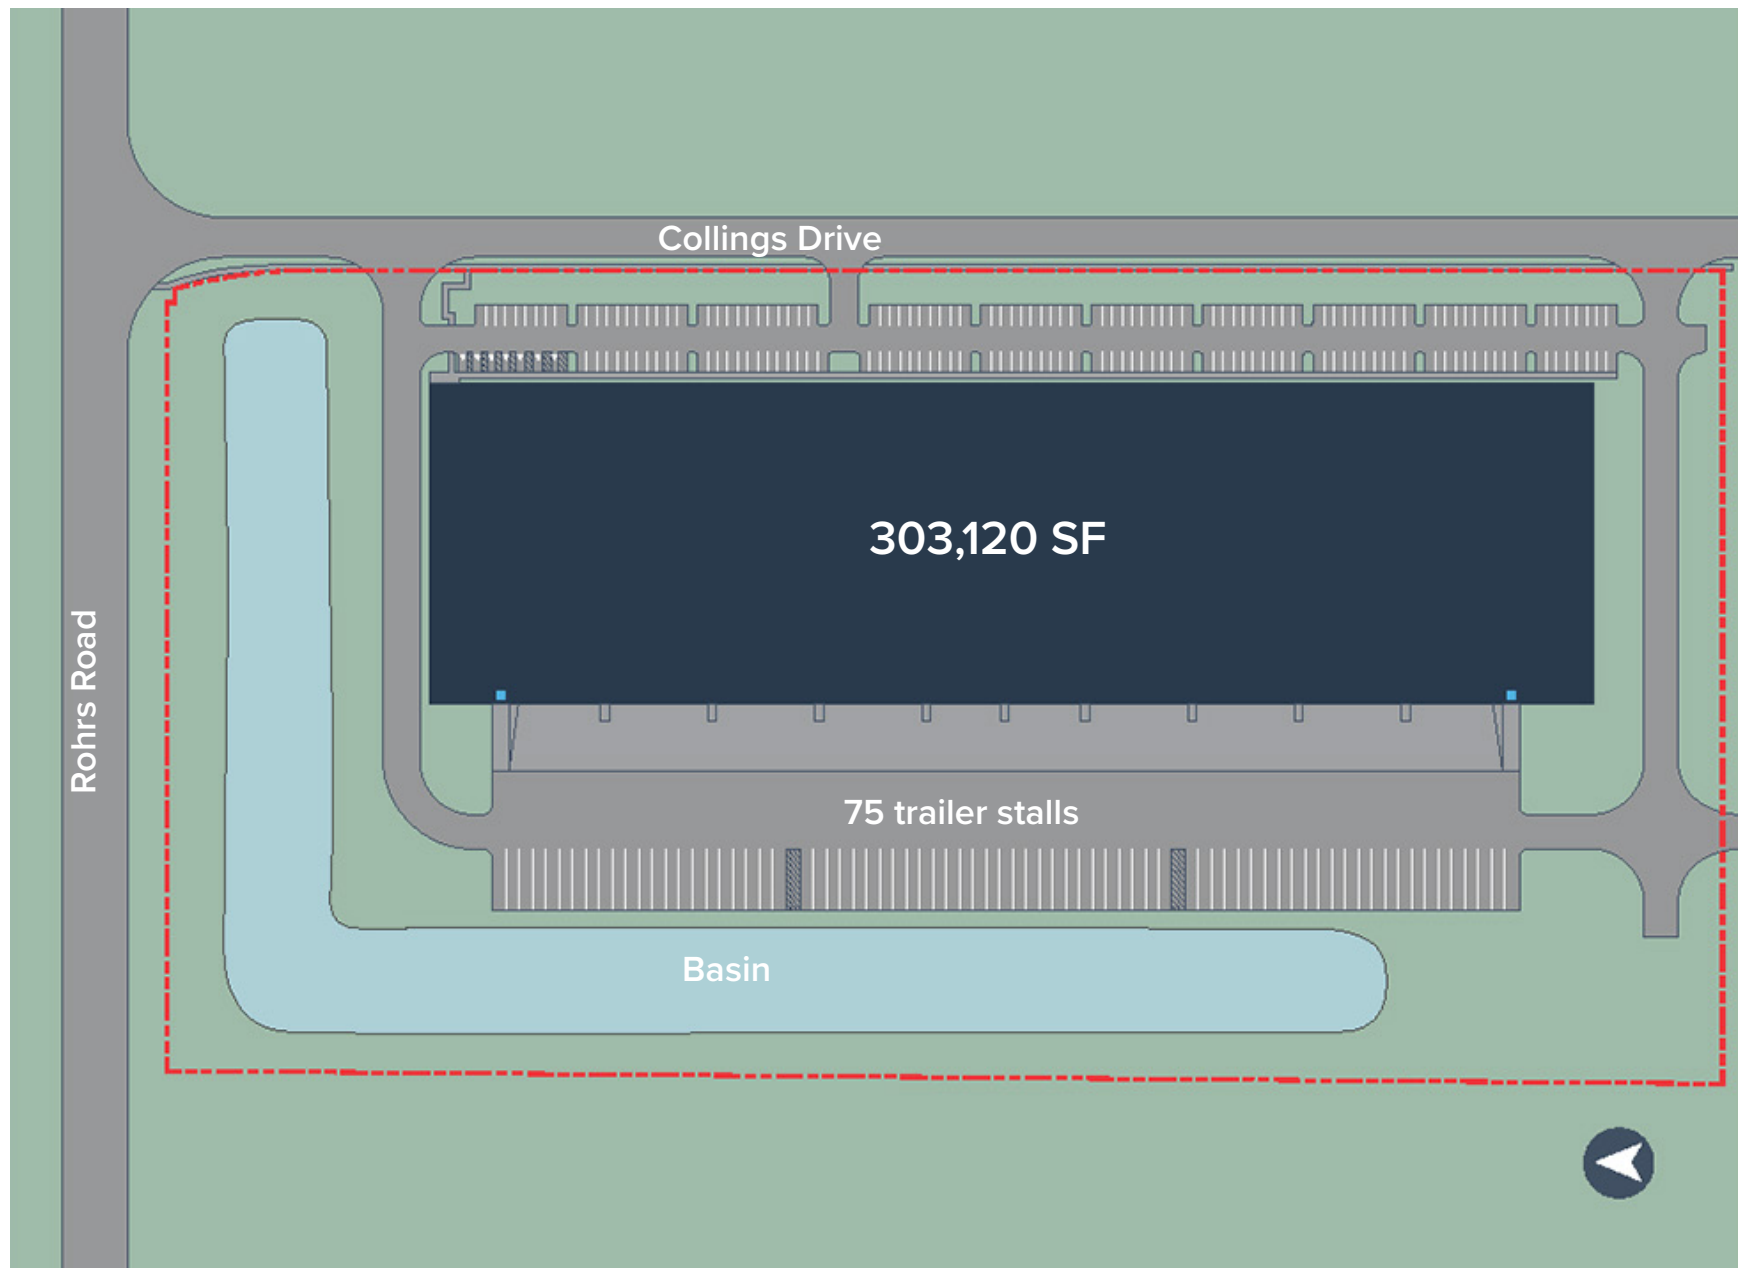 Collings Drive
303,120 SF
Rohrs Road
75 trailer stalls
Basin